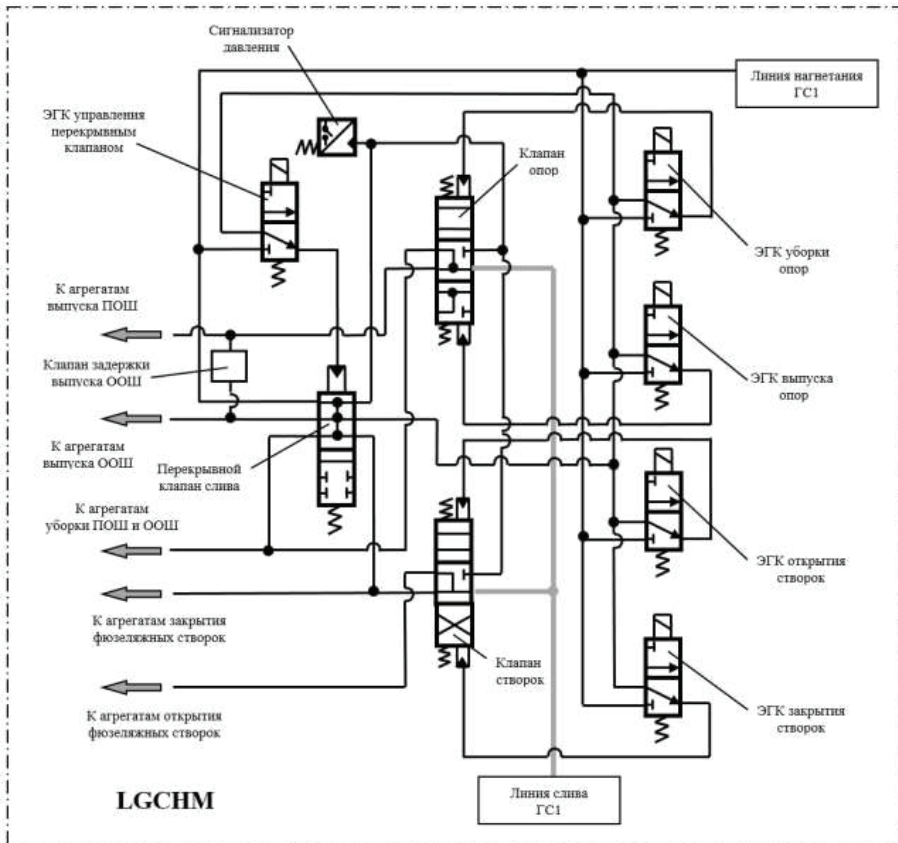 Сигнализатор
давления
Линия нагнетания
ГС1
ЭГК управления
перекрывным
клапаном
Клапан
опор
ЭГК уборки
опор
К агрегатам
выпуска ПОШ
Клапан задержки
выпуска ООШ
ЭГК выпуска
опор
К агрегатам
выпуска ООШ
Перекрывной
клапан слива
К агрегатам
уборки ПОШ и ООШ
ЭГК открытия
створок
К агрегатам закрытия
фюзеляжных створок
Клапан
створок
К агрегатам открытия
фюзеляжных створок
ЭГК закрытия
створок
LGCHM
Линия слива
ГС1